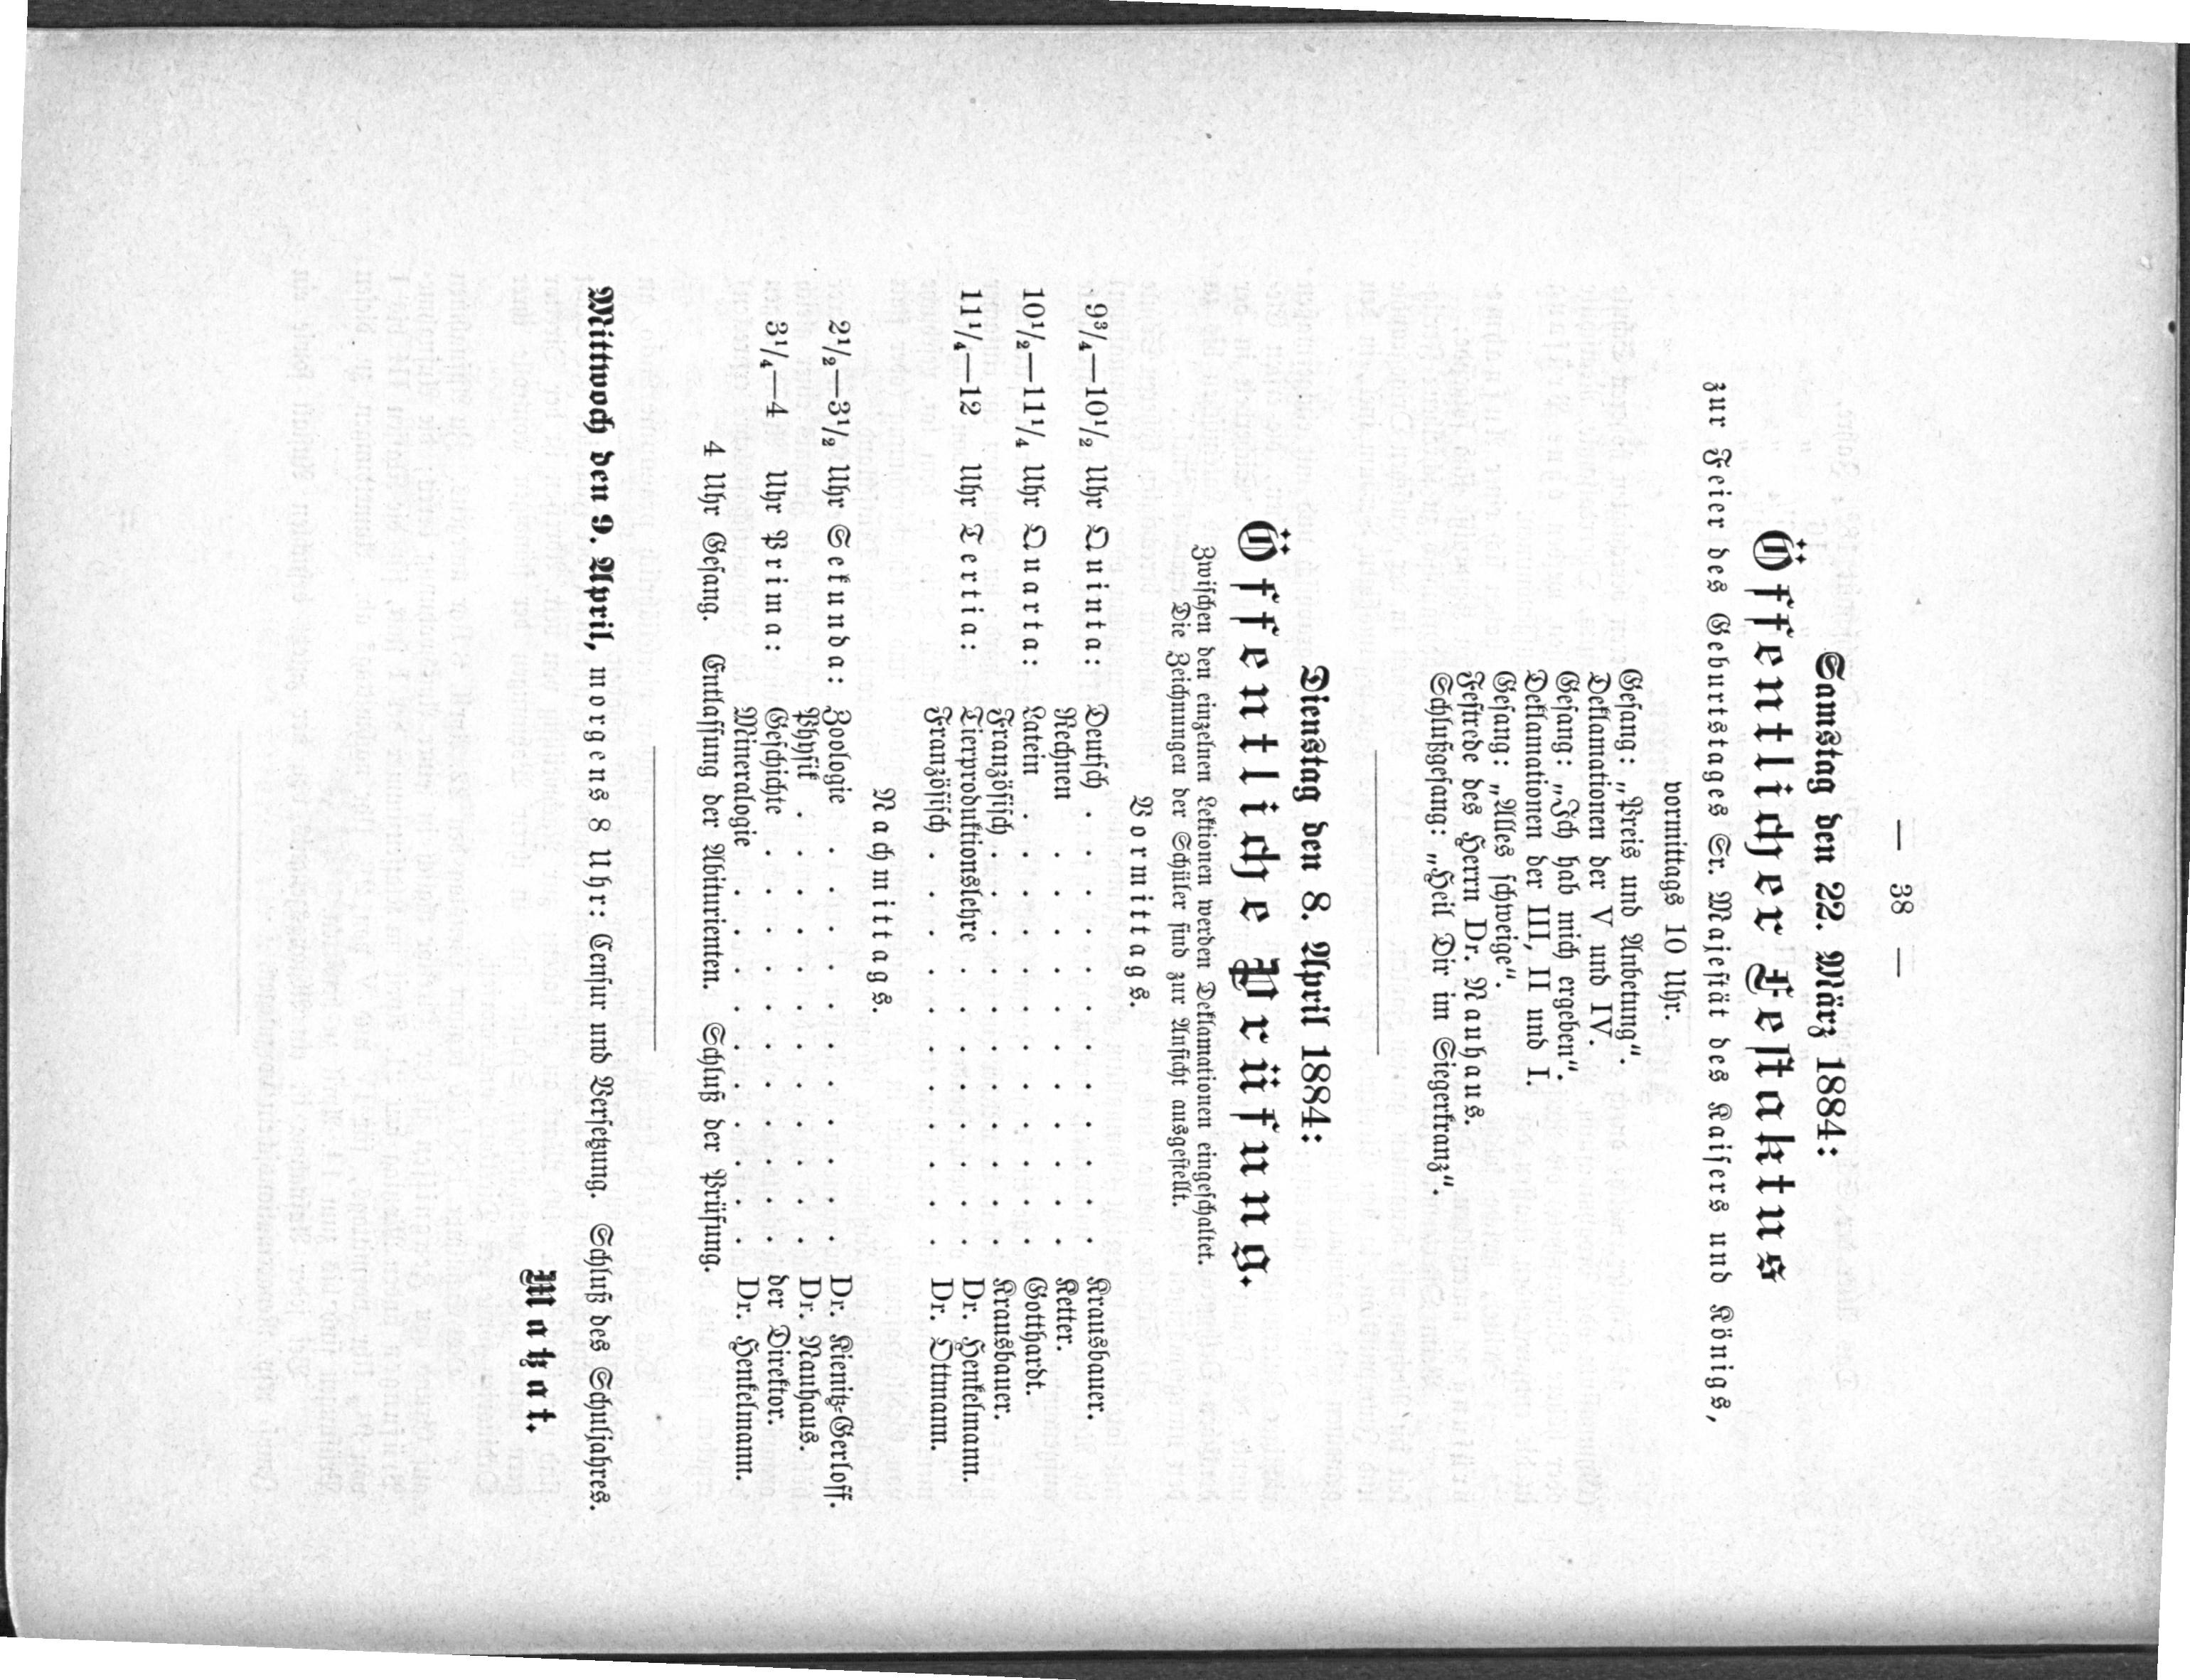 — 38 —
Samstag den 22. März 1884:
Öffentlicher Festaktus
zur Feier des Geburtstages Sr. Majestät des Kaisers und Königs,
vormittags 10 Uhr.
Gesang: „Preis und Anbetung“.
Deklamationen der V und IV.
Gesang: „Ich hab mich ergeben“.
Deklamationen der III, II und I.
Gesang: „Alles schweige“.
Festrede des Herrn Dr. Nauhaus.
Schlußgesang: „Heil Dir im Siegerkranz“.
Dienstag den 8. April 1884:
Öffentliche Prüfung.
Zwischen den einzelnen Lektionen werden Deklamationen eingeschaltet.
Die Zeichnungen der Schüler sind zur Ansicht ausgestellt.
Vormittags.
9¾—10½ Uhr Quinta: Deutsch . . . . . . . . . . . . Krausbauer.
Rechnen . . . . . . . . . . . Ketter.
10½—11¼ Uhr Quarta: Latein . . . . . . . . . . . . Gotthardt.
Französisch . . . . . . . . . . . Krausbauer.
11¼—12 Uhr Tertia: Tierproduktionslehre . . . . . . . . Dr. Henkelmann.
Französisch . . . . . . . . . . . Dr. Ottmann.
Nachmittags.
2½—3½ Uhr Sekunda: Zoologie . . . . . . . . . . . Dr. Kienitz-Gerloff.
Physik . . . . . . . . . . . . Dr. Nauhaus.
3¼—4 Uhr Prima: Geschichte . . . . . . . . . . . der Direktor.
Mineralogie . . . . . . . . . . Dr. Henkelmann.
4 Uhr Gesang. Entlassung der Abiturienten. Schluß der Prüfung.
Mittwoch den 9. April, morgens 8 Uhr: Censur und Versetzung. Schluß des Schuljahres.
Matzat.